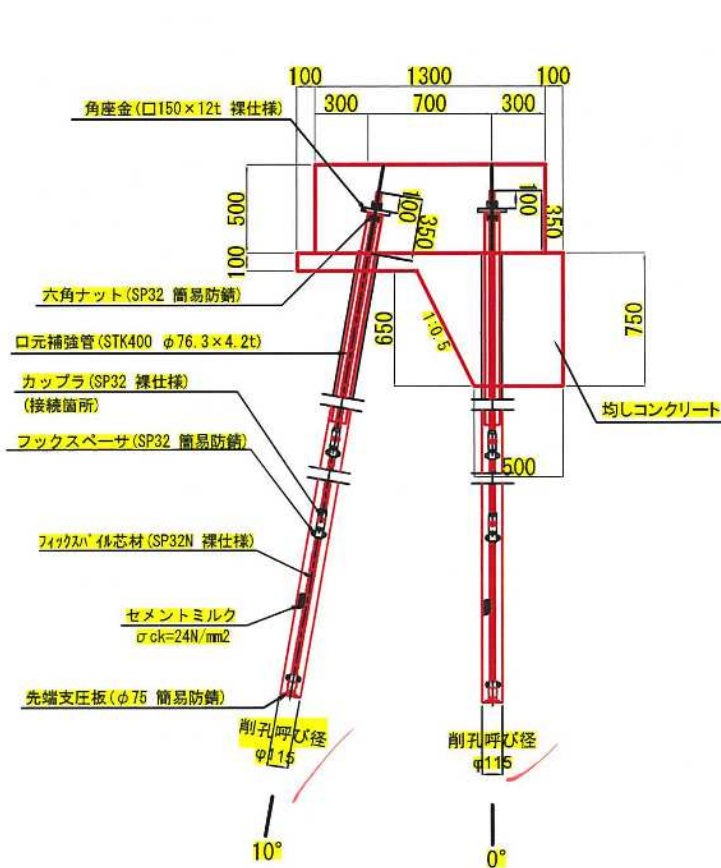 100 1300 100
300 700 300
角座金(口150×12t 裸仕様)
500
100
100
350
100
350
六角ナット(SP32 簡易防錆)
650
1:0.5
750
口元補強管(STK400 φ76.3×4.2t)
カップラ(SP32 裸仕様)
(接続箇所)
均しコンクリート
フックスペーサ(SP32 簡易防錆)
500
フィックスパイル芯材(SP32N 裸仕様)
セメントミルク
σck=24N/mm2
先端支圧板(φ75 簡易防錆)
削孔呼び径
φ115
削孔呼び径
φ115
10°
0°